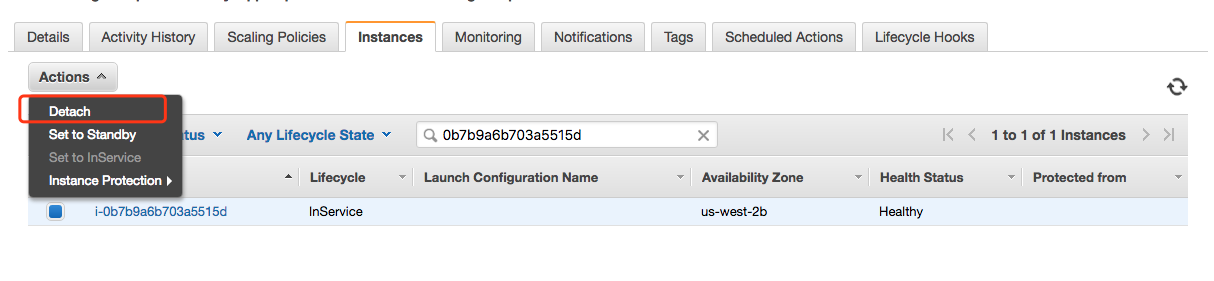 Details Activity History Scaling Policies Instances Monitoring Notifications Tags Scheduled Actions Lifecycle Hooks
Actions
Detach
Set to Standby
Any Lifecycle State 0b7b9a6b703a5515d 1 to 1 of 1 Instances
Set to InService
Instance Protection Lifecycle Launch Configuration Name Availability Zone Health Status Protected from
i-0b7b9a6b703a5515d InService us-west-2b Healthy